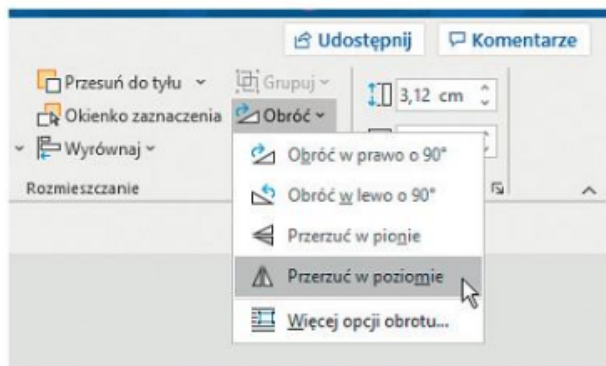 Udostępnij Komentarze
Przesuń do tyłu Grupuj 3,12 cm
Okienko zaznaczenia Obróć
Wyrównaj
Obróć w prawo o 90°
Rozmieszczanie
Obróć w lewo o 90°
Przerzuć w pionie
Przerzuć w poziomie
Więcej opcji obrotu...